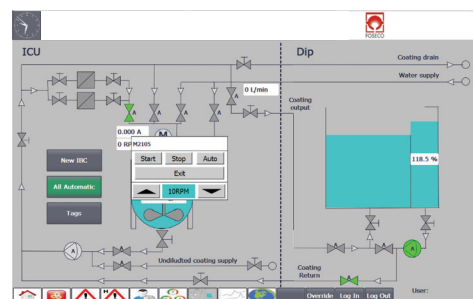 FOSECO
ICU
Dip
Coating drain
Water supply
0 L/min
Coating
output
A
A
A
A
A
0.000 A
0 RP
M
M2105
Start
Stop
Auto
Exit
10RPM
New IBC
All Automatic
Tags
118.5 %
A
A
A
A
A
A
Undiluted coating supply
Coating
Return
User:
Override
Log In
Log Out